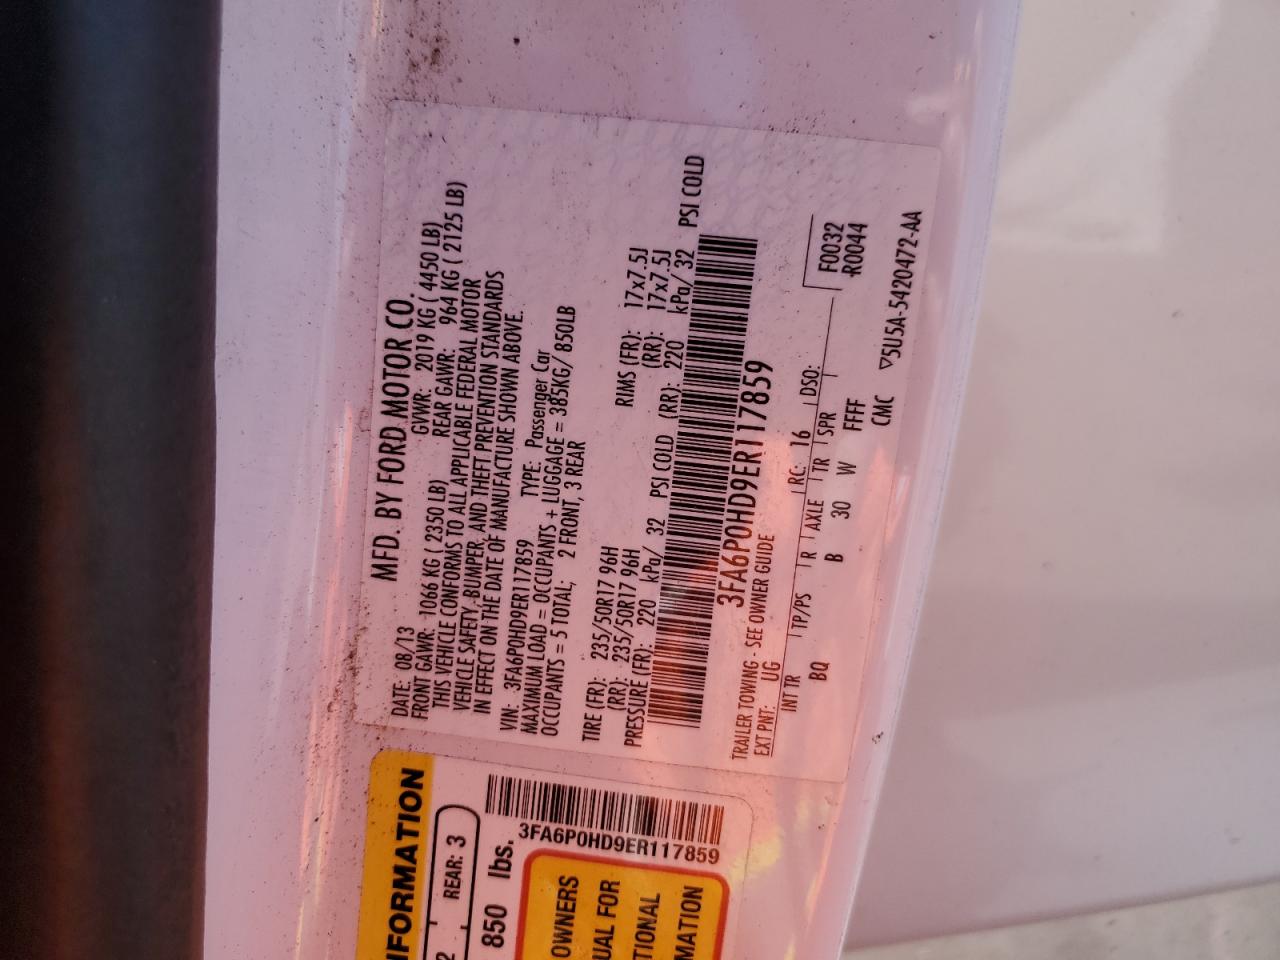 MFD. BY FORD MOTOR CO.
DATE: 08/13 GVWR: 2019 KG ( 4450 LB)
FRONT GAWR: 1066 KG ( 2350 LB) REAR GAWR: 964 KG ( 2125 LB)
THIS VEHICLE CONFORMS TO ALL APPLICABLE FEDERAL MOTOR
VEHICLE SAFETY, BUMPER, AND THEFT PREVENTION STANDARDS
IN EFFECT ON THE DATE OF MANUFACTURE SHOWN ABOVE.
VIN: 3FA6P0HD9ER117859 TYPE: Passenger Car
MAXIMUM LOAD = OCCUPANTS + LUGGAGE = 385KG/ 850LB
OCCUPANTS = 5 TOTAL; 2 FRONT, 3 REAR
TIRE (FR): 235/50R17 96H RIMS (FR): 17x7.5J
(RR): 235/50R17 96H (RR): 17x7.5J
PRESSURE (FR): 220 kPa/ 32 PSI COLD (RR): 220 kPa/ 32 PSI COLD
3FA6P0HD9ER117859
TRAILER TOWING - SEE OWNER GUIDE
EXT PNT: UG RC: 16 DSO: F0032
R0044
INT TR TP/PS R AXLE TR SPR
BQ B 30 W FFF
CMC ▽5U5A-5420472-AA
NFORMATION
2 REAR: 3
850 lbs.
3FA6P0HD9ER117859
OWNERS
UAL FOR
TIONAL
MATION